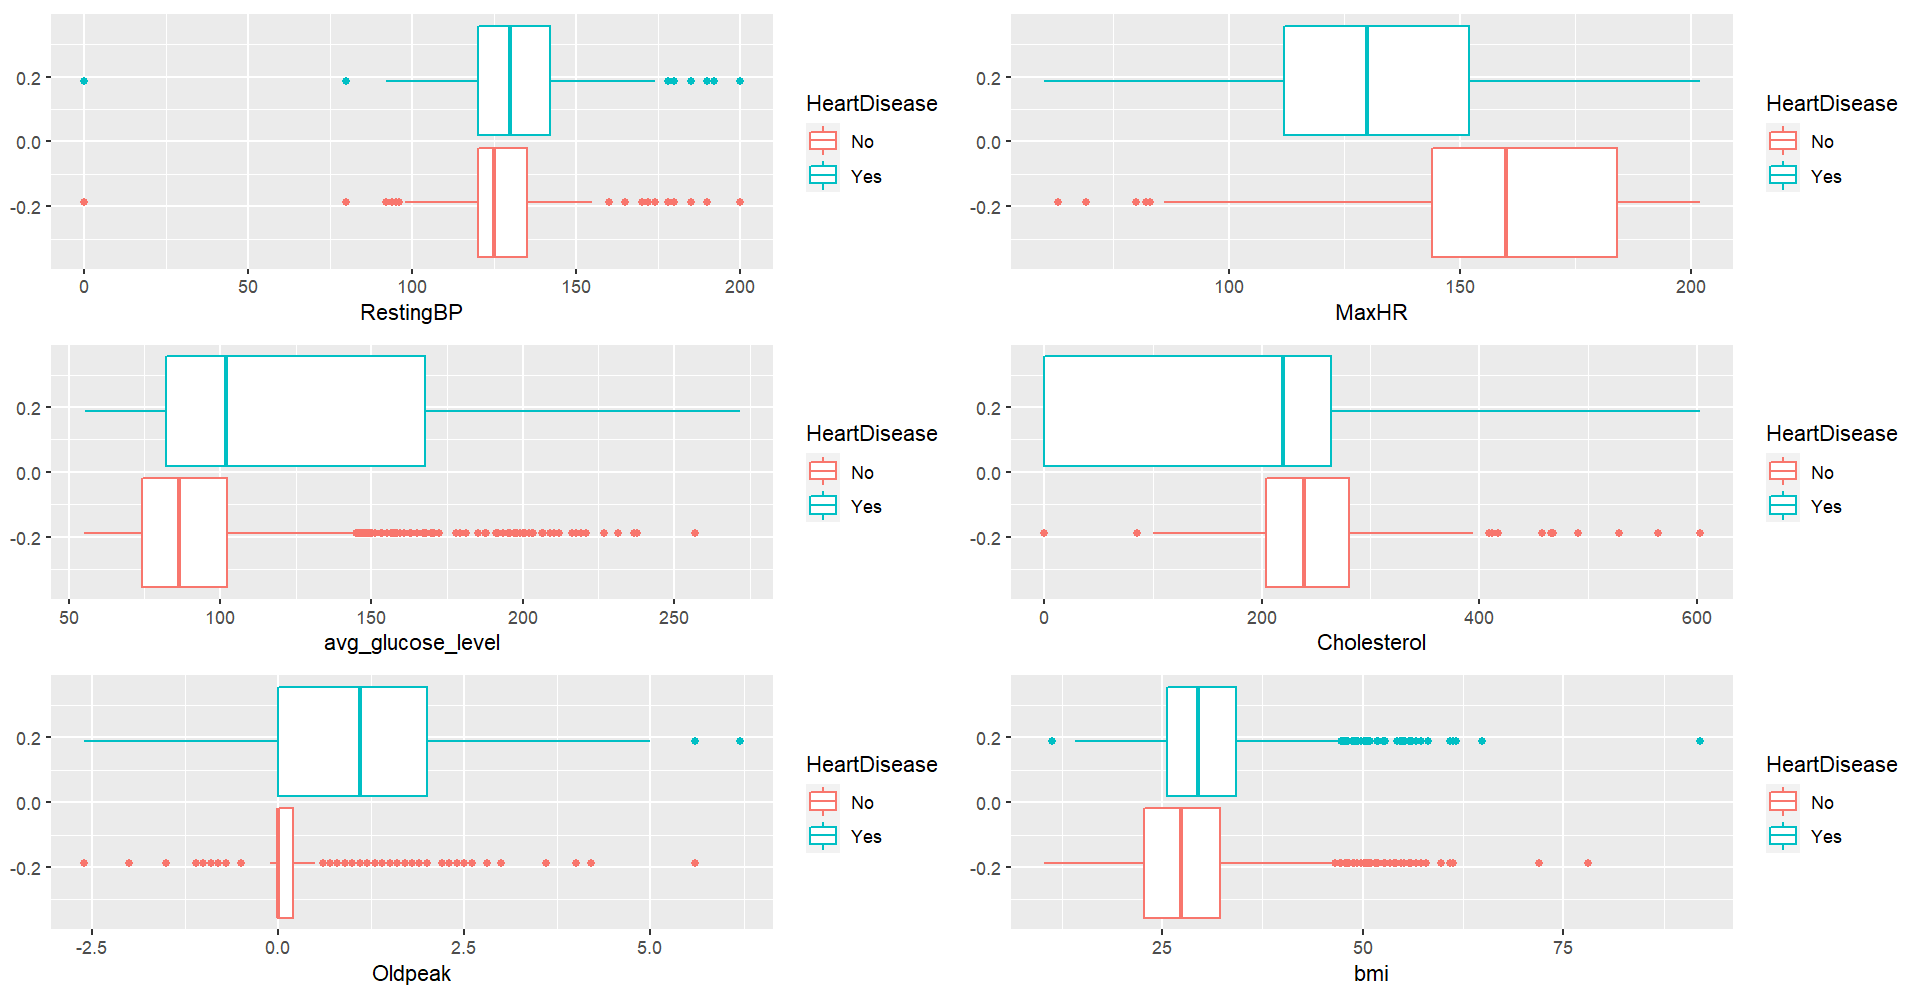 0.2
0.0
-0.2
0
50
100
150
200
RestingBP
HeartDisease
No
Yes
0.2
0.0
-0.2
100
150
200
MaxHR
HeartDisease
No
Yes
0.2
0.0
-0.2
50
100
150
200
250
avg_glucose_level
HeartDisease
No
Yes
0.2
0.0
-0.2
0
200
400
600
Cholesterol
HeartDisease
No
Yes
0.2
0.0
-0.2
-2.5
0.0
2.5
5.0
Oldpeak
HeartDisease
No
Yes
0.2
0.0
-0.2
25
50
75
bmi
HeartDisease
No
Yes